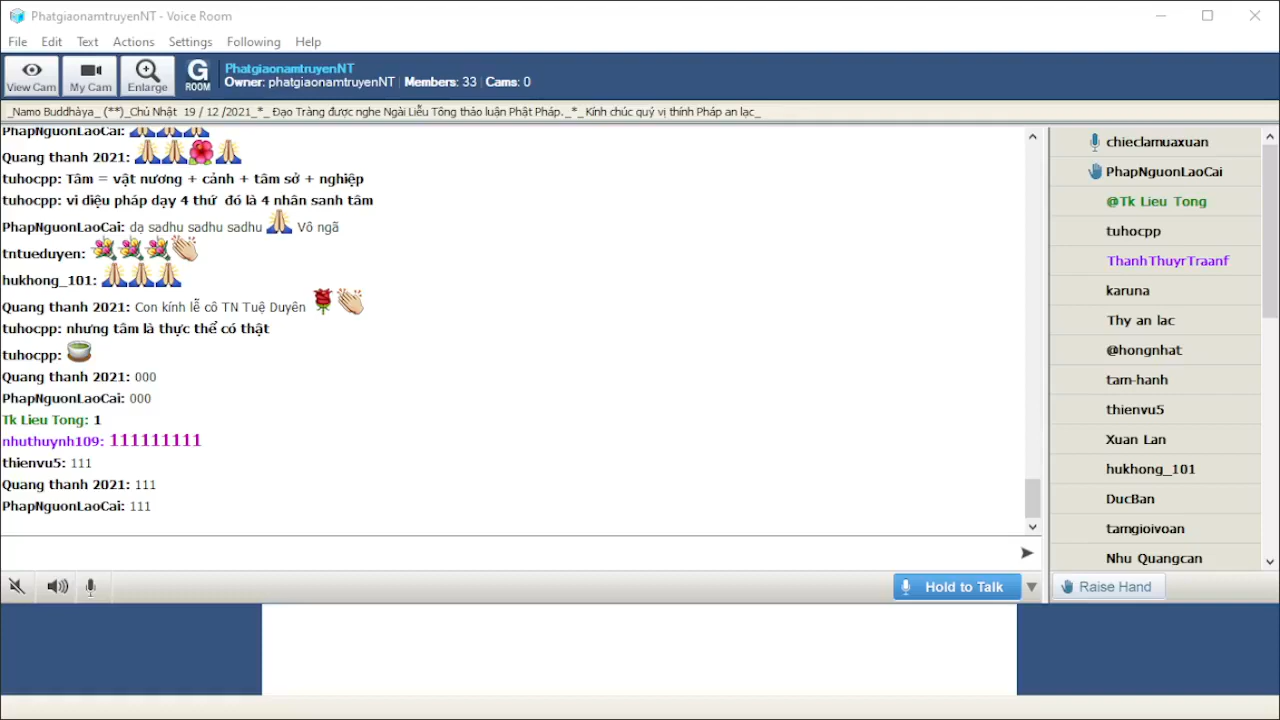 PhatgiaonamtruyenNT - Voice Room
File Edit Text Actions Settings Following Help
View Cam My Cam Enlarge G ROOM
PhatgiaonamtruyenNT
Owner: phatgiaonamtruyenNT | Members: 33 | Cams: 0
_Namo Buddhàya_ (**)_Chủ Nhật 19 / 12 /2021_*_ Đạo Tràng được nghe Ngài Liễu Tông thảo luận Phật Pháp._*_Kính chúc quý vị thính Pháp an lạc_
PhapNguonLaoCai:
Quang thanh 2021:
tuhocpp: Tâm = vật nương + cảnh + tâm sở + nghiệp
tuhocpp: vi diệu pháp dạy 4 thứ đó là 4 nhân sanh tâm
PhapNguonLaoCai: dạ sadhu sadhu sadhu Vô ngã
tntueduyen:
hukhong_101:
Quang thanh 2021: Con kính lễ cô TN Tuệ Duyên
tuhocpp: nhưng tâm là thực thể có thật
tuhocpp:
Quang thanh 2021: 000
PhapNguonLaoCai: 000
Tk Lieu Tong: 1
nhuthuynh109: 111111111
thienvu5: 111
Quang thanh 2021: 111
PhapNguonLaoCai: 111
Hold to Talk
chieclamuaxuan
PhapNguonLaoCai
@Tk Lieu Tong
tuhocpp
ThanhThuyrTraanf
karuna
Thy an lac
@hongnhat
tam-hanh
thienvu5
Xuan Lan
hukhong_101
DucBan
tamgioivoan
Nhu Quangcan
Raise Hand